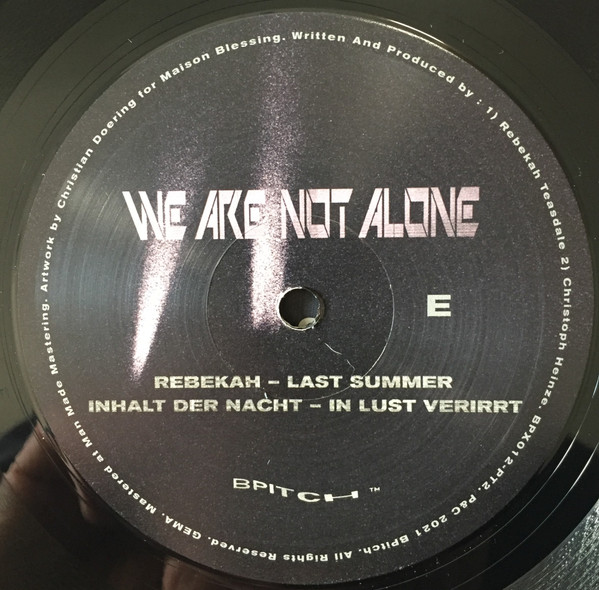 Artwork by Christian Doering for Maison Blessing. Written And Produced by : 1) Rebekah Teasdale 2) Christoph Heinze. BPX012-PT2. P&C 2021 BPitch. All Rights Reserved. GEMA. Mastered at Man Made Mastering.
WE ARE NOT ALONE
E
REBEKAH – LAST SUMMER
INHALT DER NACHT – IN LUST VERIRRT
BPITCH ™